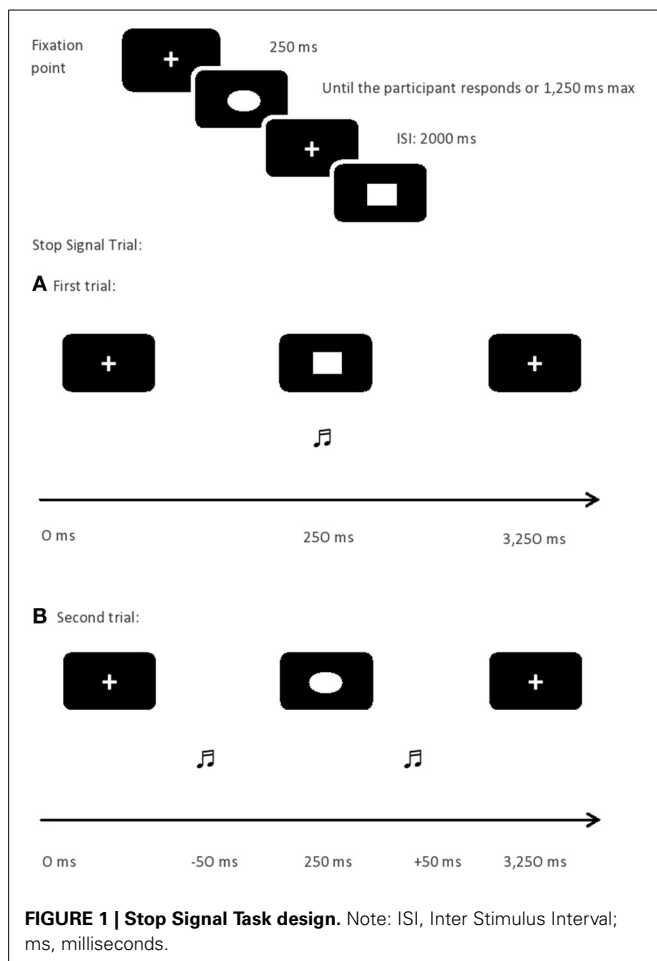 Fixation
point
250 ms
Until the participant responds or 1,250 ms max
ISI: 2000 ms
Stop Signal Trial:
A First trial:
0 ms 250 ms 3,250 ms
B Second trial:
0 ms -50 ms 250 ms +50 ms 3,250 ms
FIGURE 1 | Stop Signal Task design. Note: ISI, Inter Stimulus Interval;
ms, milliseconds.